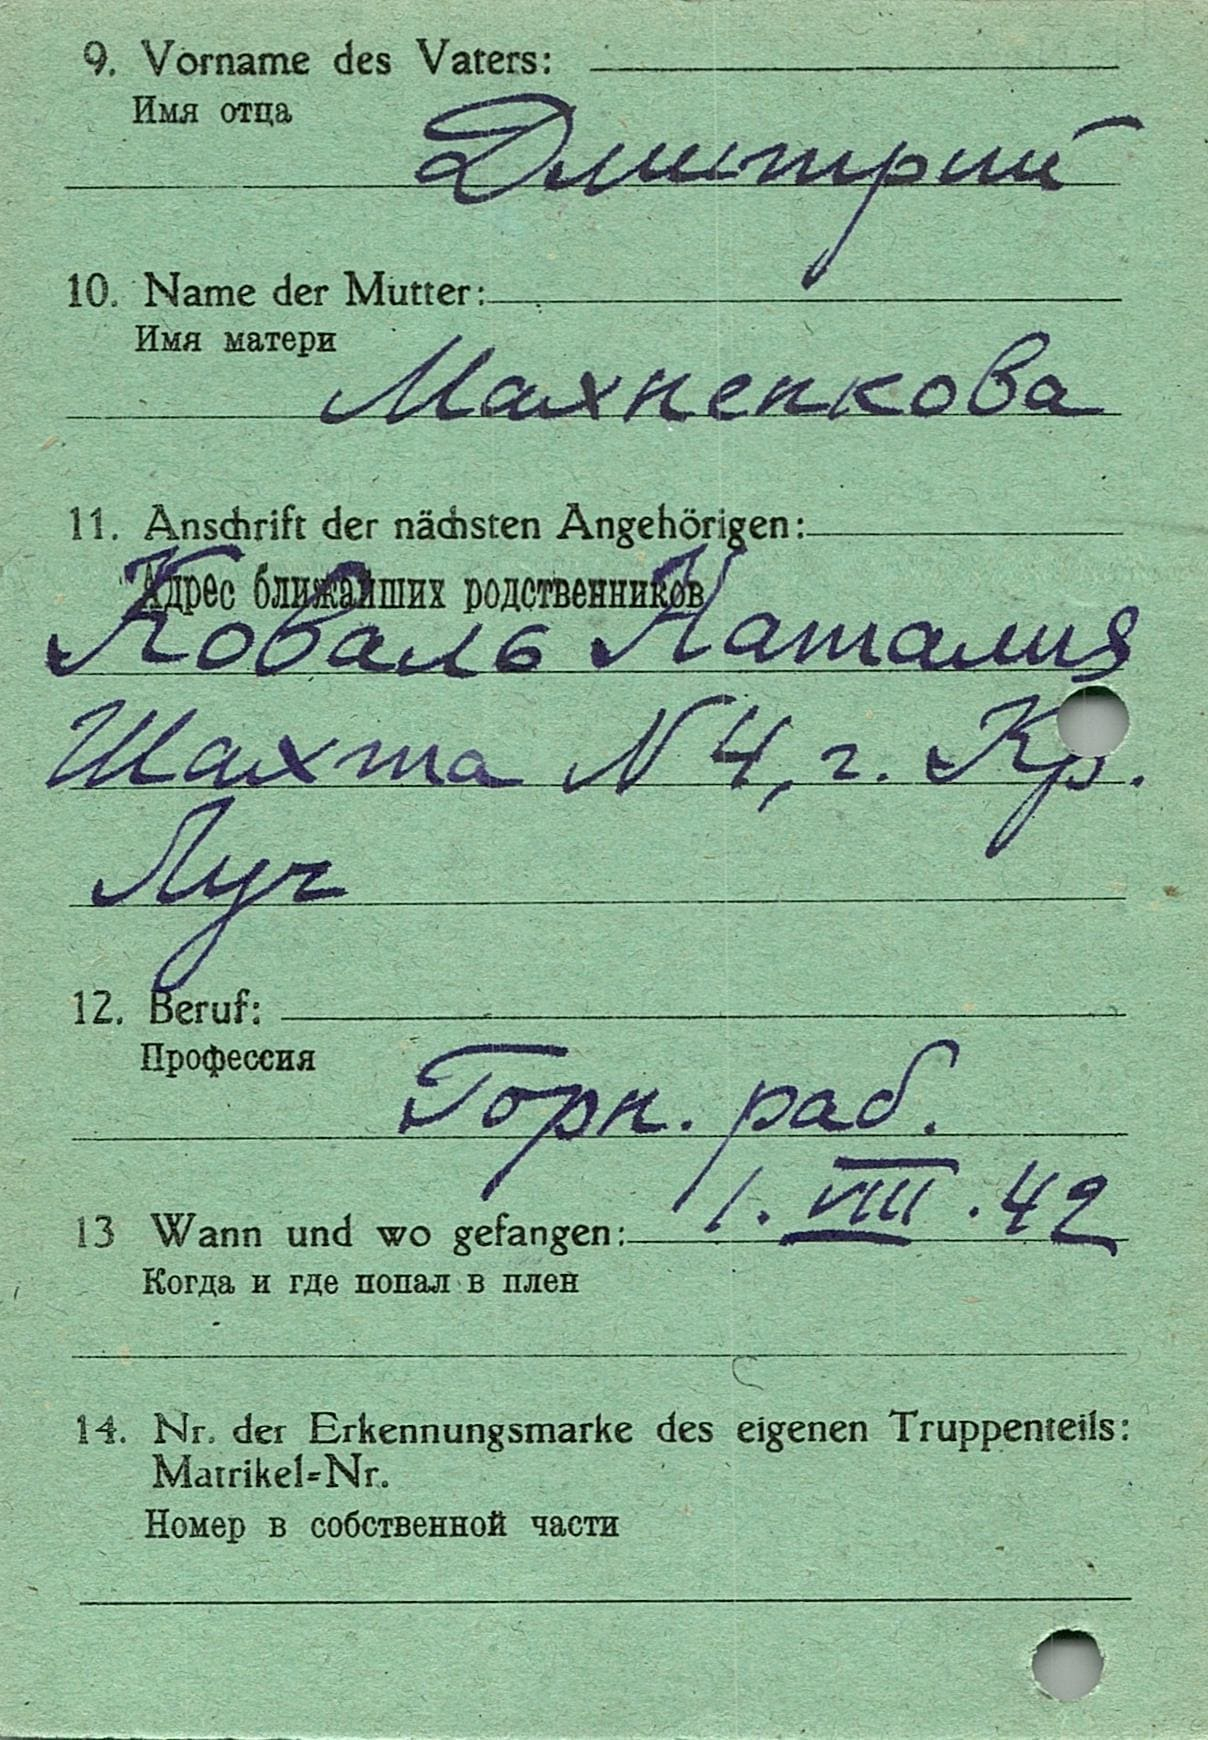 9. Vorname des Vaters:
Имя отца
Дмитрий
10. Name der Mutter:
Имя матери
Махненкова
11. Anschrift der nächsten Angehörigen:
Адрес ближайших родственников
Коваль Наталия
Шахта N 4, г. Кр.
Луч
12. Beruf:
Профессия
Горн. раб.
13 Wann und wo gefangen: 1. VIII. 42
Когда и где попал в плен
14. Nr. der Erkennungsmarke des eigenen Truppenteils:
Matrikel=Nr.
Номер в собственной части